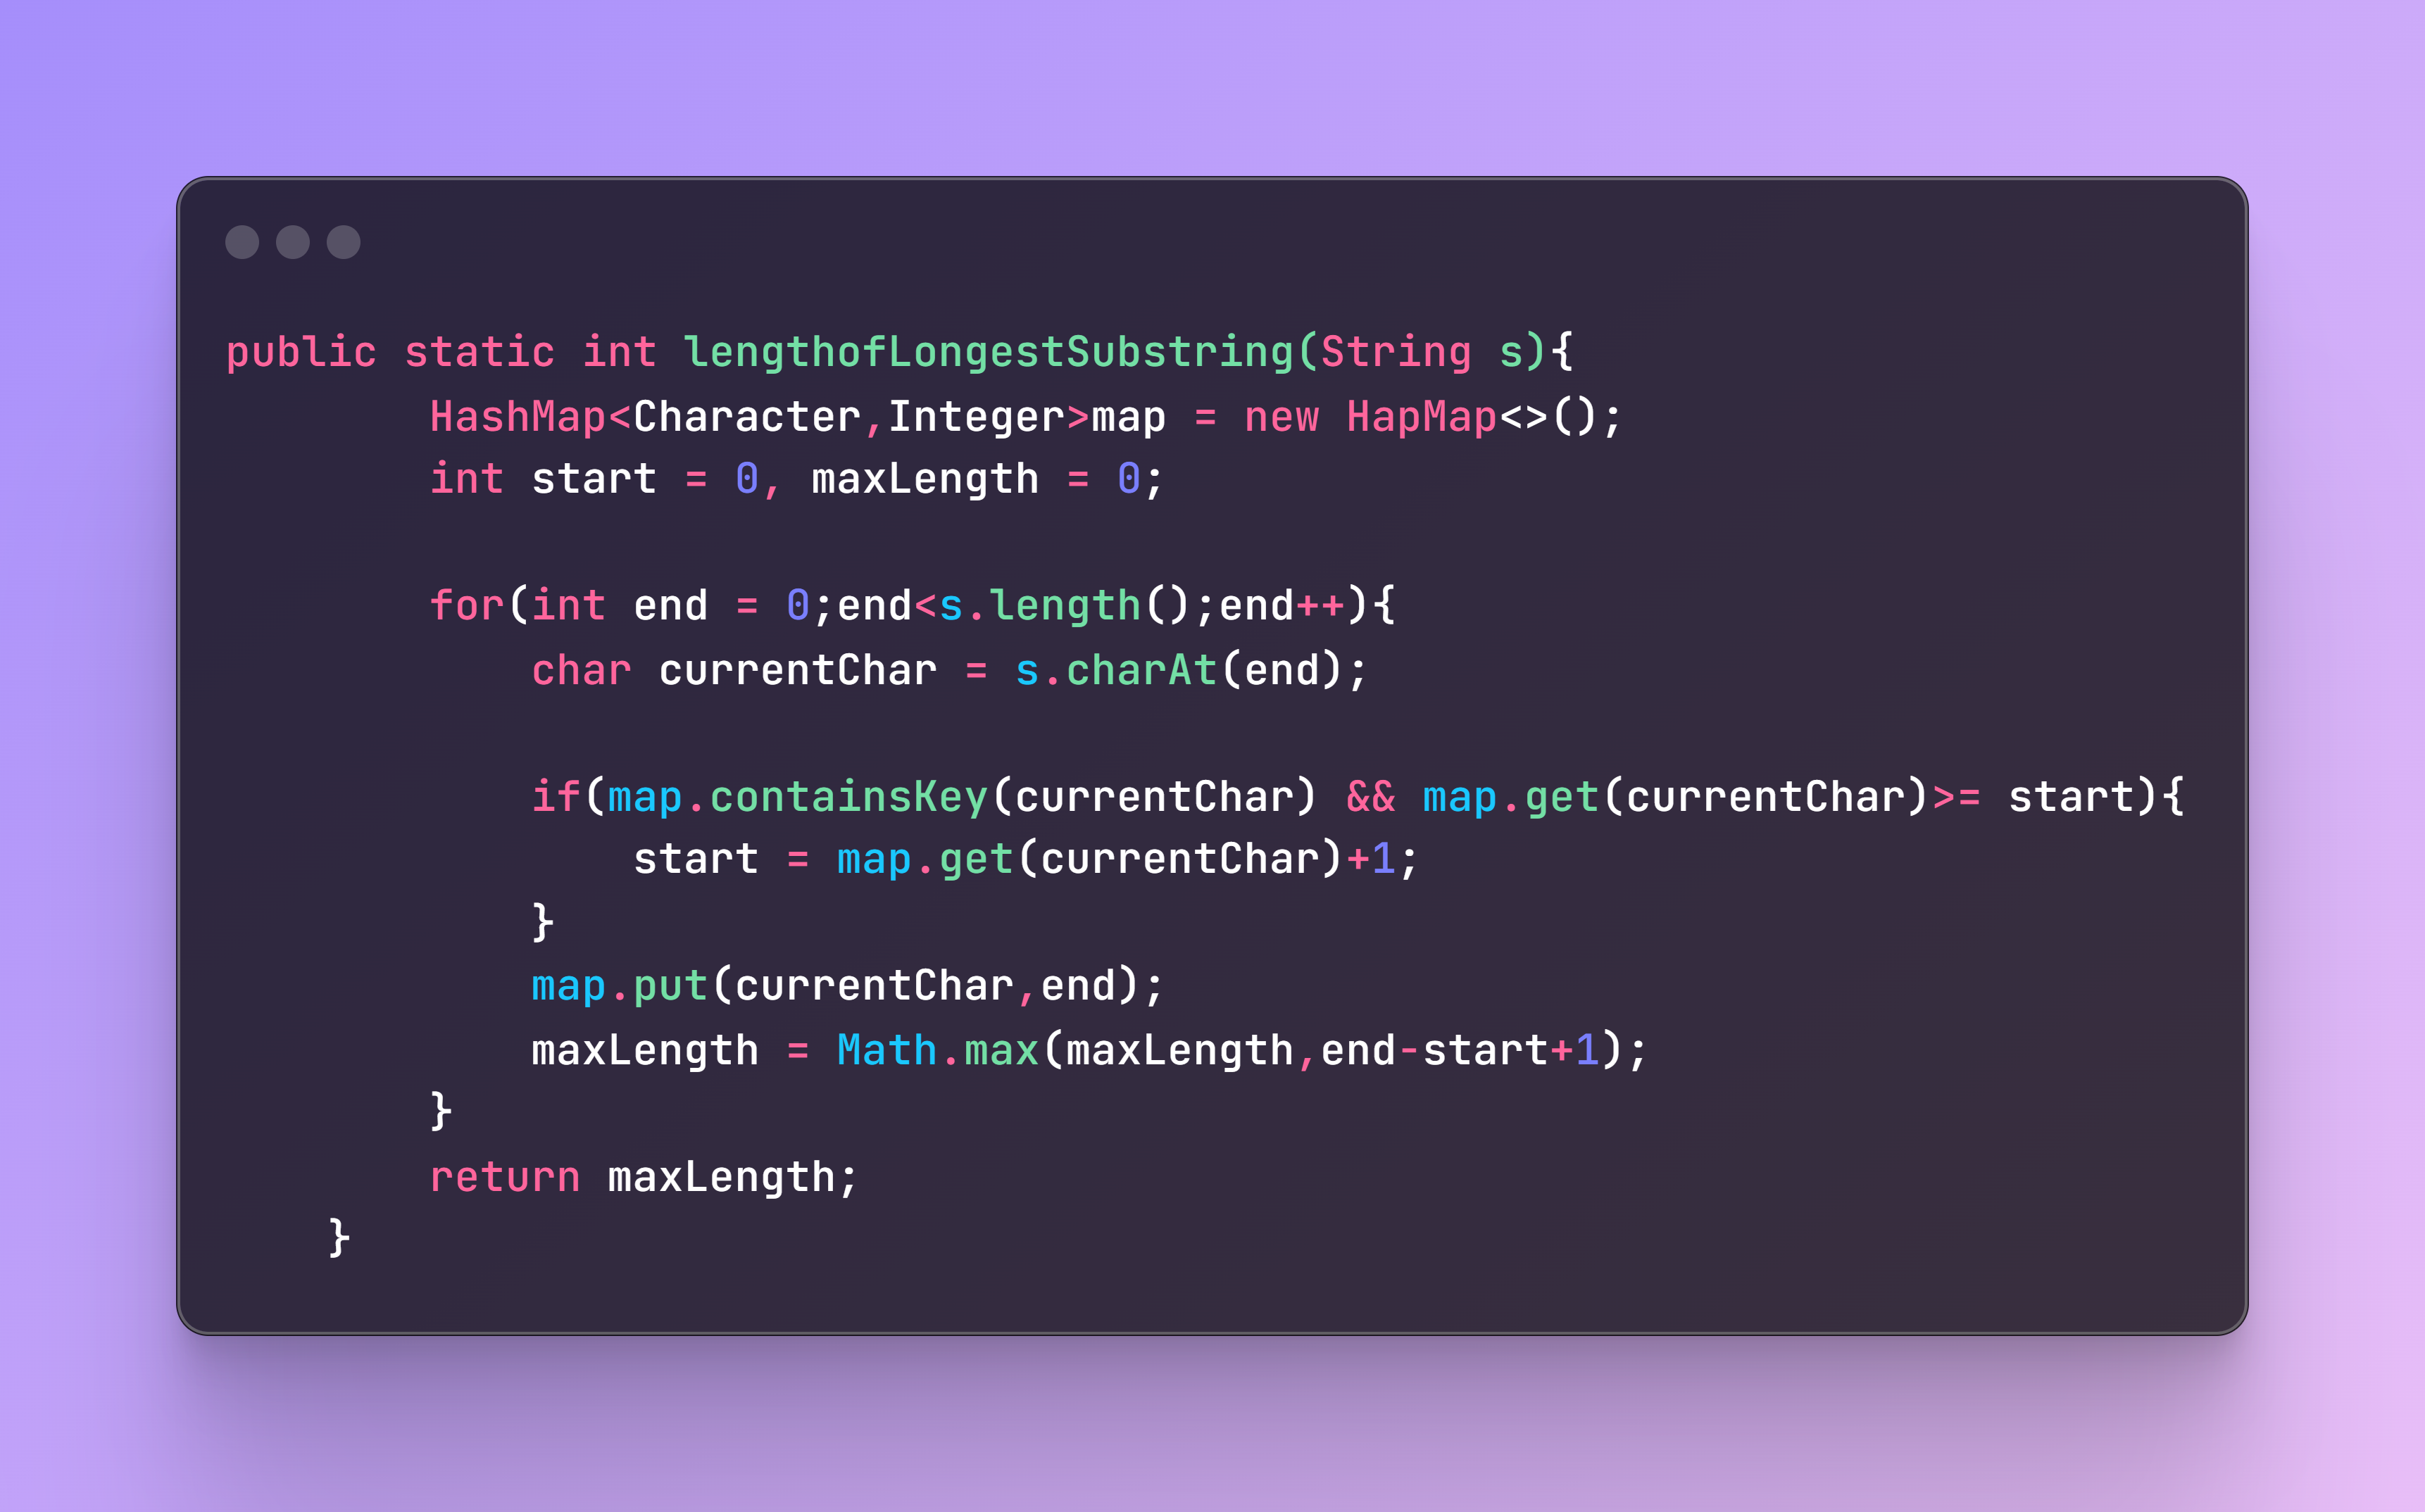 public static int lengthofLongestSubstring(String s){
        HashMap<Character,Integer>map = new HapMap<>();
        int start = 0, maxLength = 0;

        for(int end = 0;end<s.length();end++){
            char currentChar = s.charAt(end);

            if(map.containsKey(currentChar) && map.get(currentChar)>= start){
                start = map.get(currentChar)+1;
            }
            map.put(currentChar,end);
            maxLength = Math.max(maxLength,end-start+1);
        }
        return maxLength;
    }